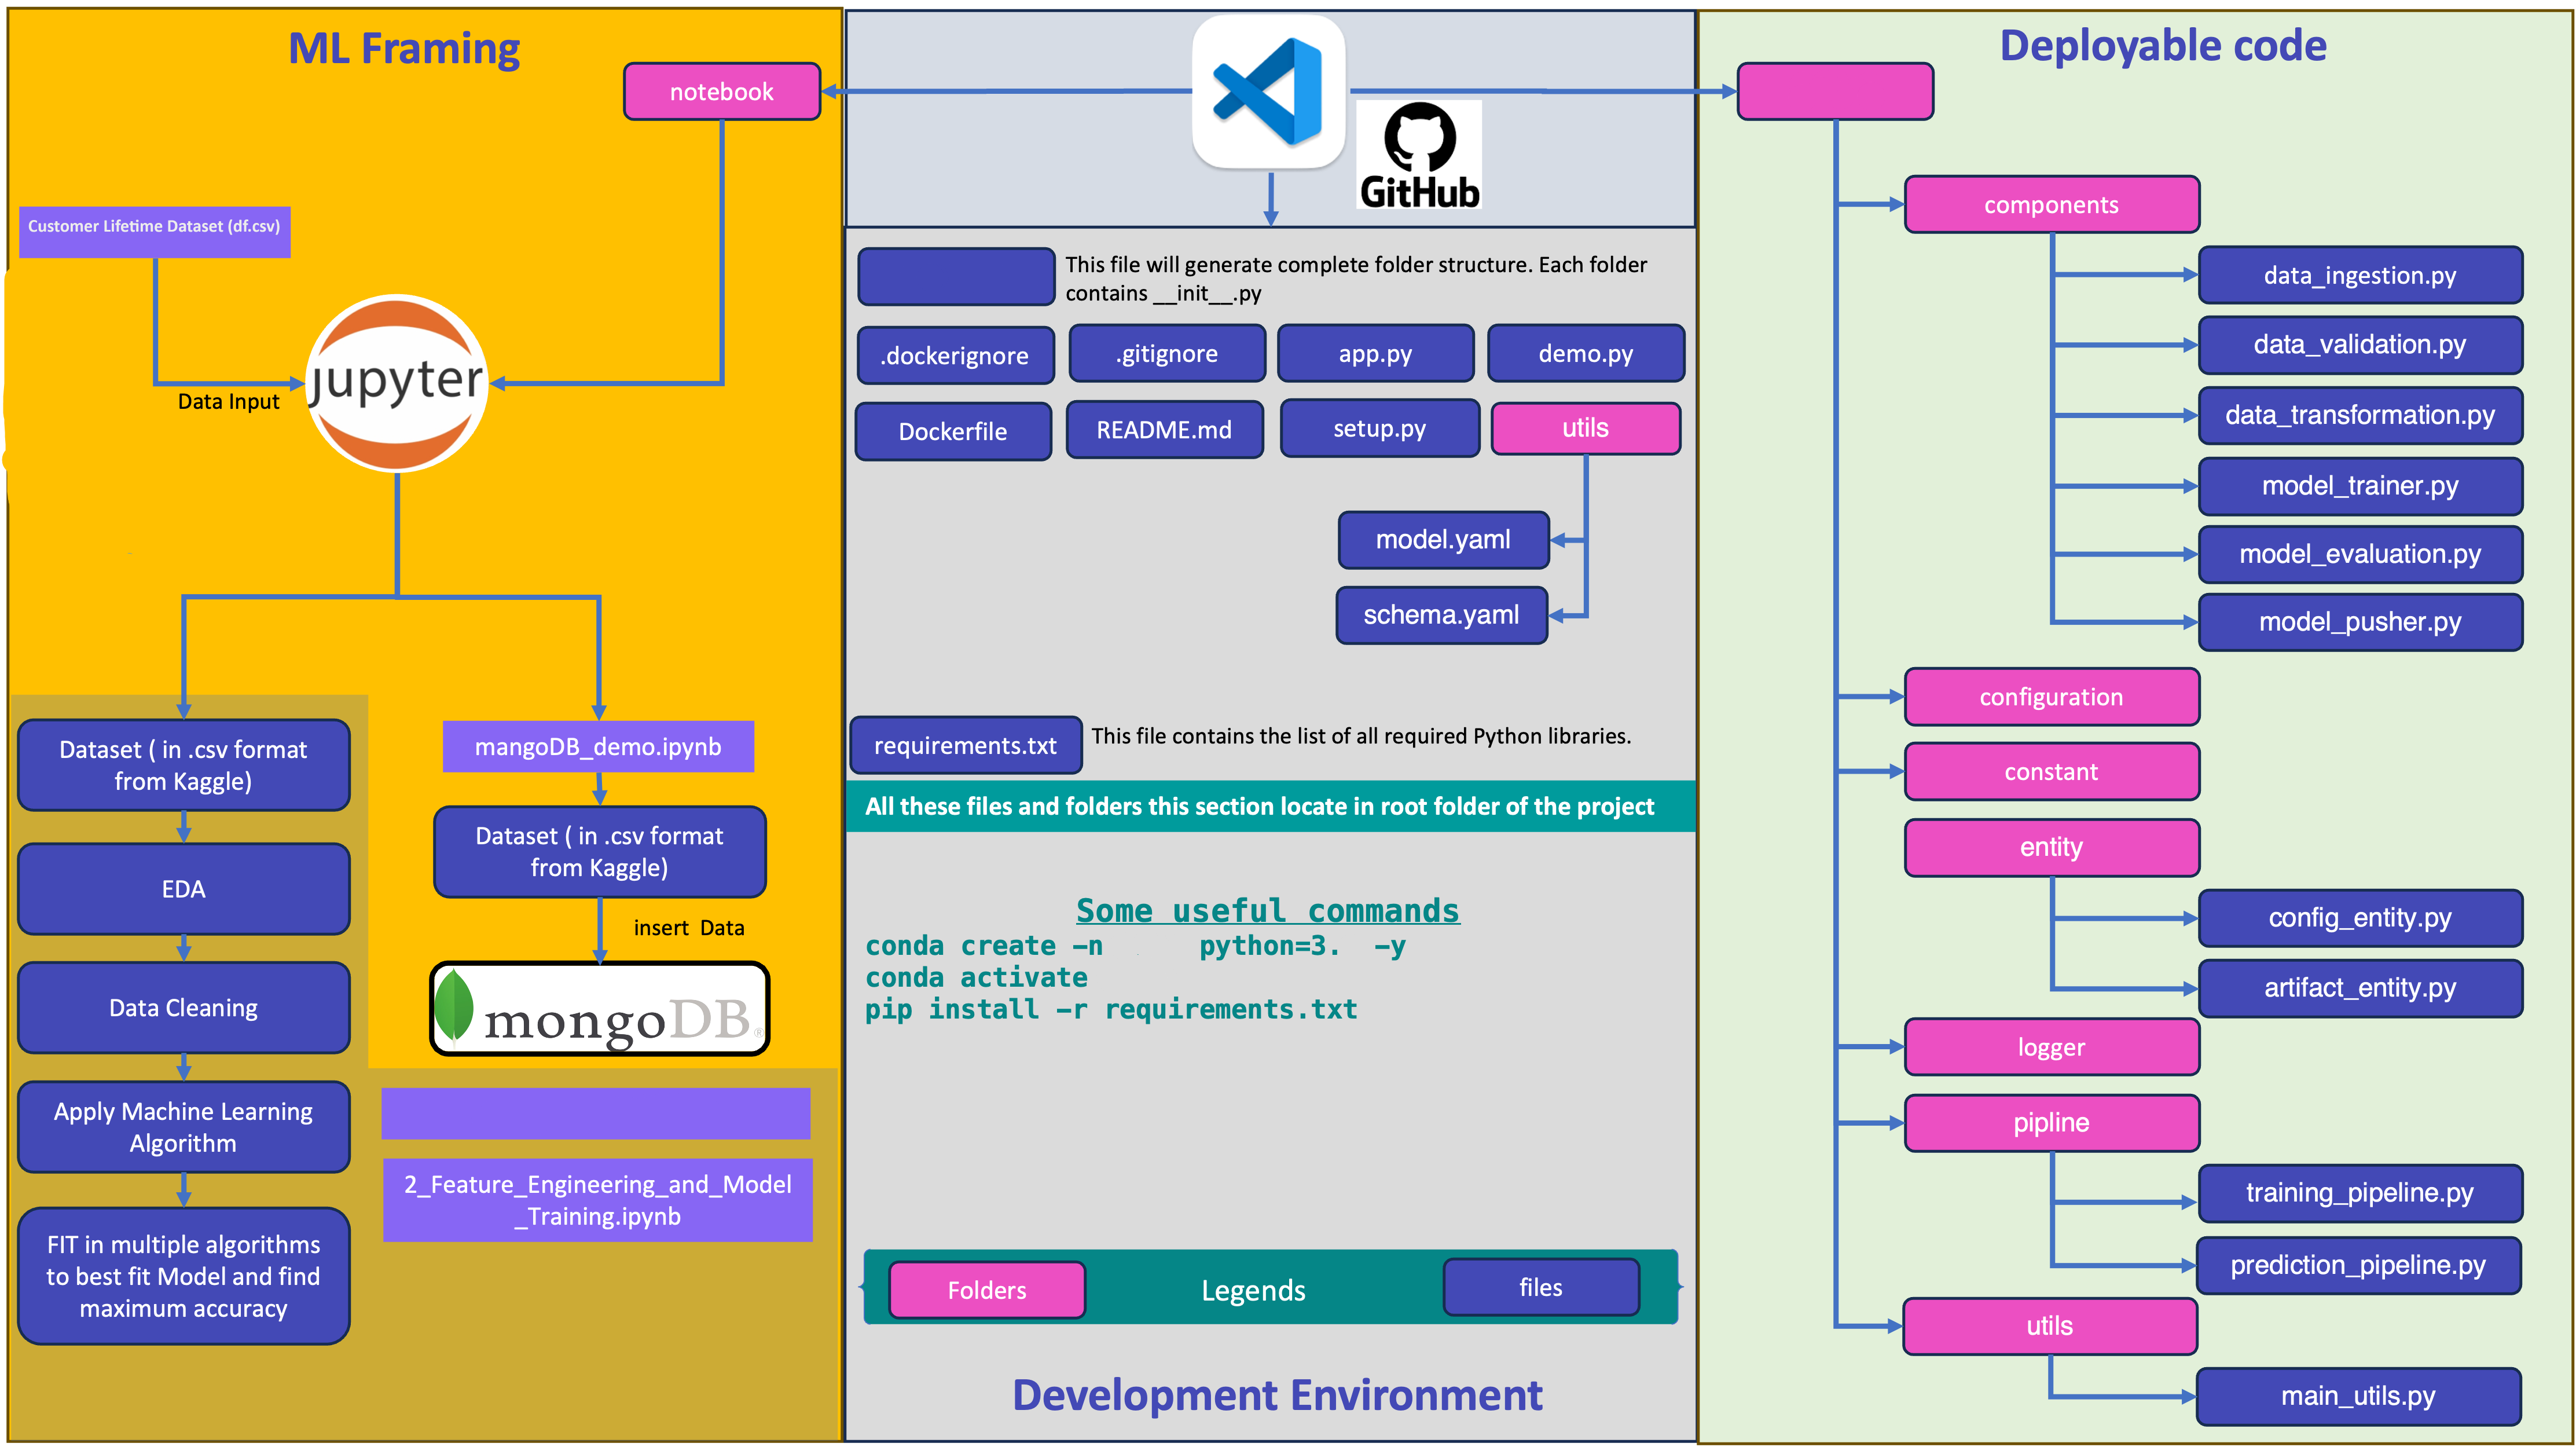 ML Framing
notebook
Customer Lifetime Dataset (df.csv)
Data Input
jupyter
Dataset ( in .csv format
from Kaggle)
EDA
Data Cleaning
Apply Machine Learning
Algorithm
FIT in multiple algorithms
to best fit Model and find
maximum accuracy
mangoDB_demo.ipynb
Dataset ( in .csv format
from Kaggle)
insert Data
mongoDB®
2_Feature_Engineering_and_Model
_Training.ipynb
GitHub
This file will generate complete folder structure. Each folder
contains __init__.py
.dockerignore
.gitignore
app.py
demo.py
Dockerfile
README.md
setup.py
utils
model.yaml
schema.yaml
requirements.txt
This file contains the list of all required Python libraries.
All these files and folders this section locate in root folder of the project
Some useful commands
conda create -n python=3. -y
conda activate
pip install -r requirements.txt
Folders
Legends
files
Development Environment
Deployable code
components
data_ingestion.py
data_validation.py
data_transformation.py
model_trainer.py
model_evaluation.py
model_pusher.py
configuration
constant
entity
config_entity.py
artifact_entity.py
logger
pipline
training_pipeline.py
prediction_pipeline.py
utils
main_utils.py